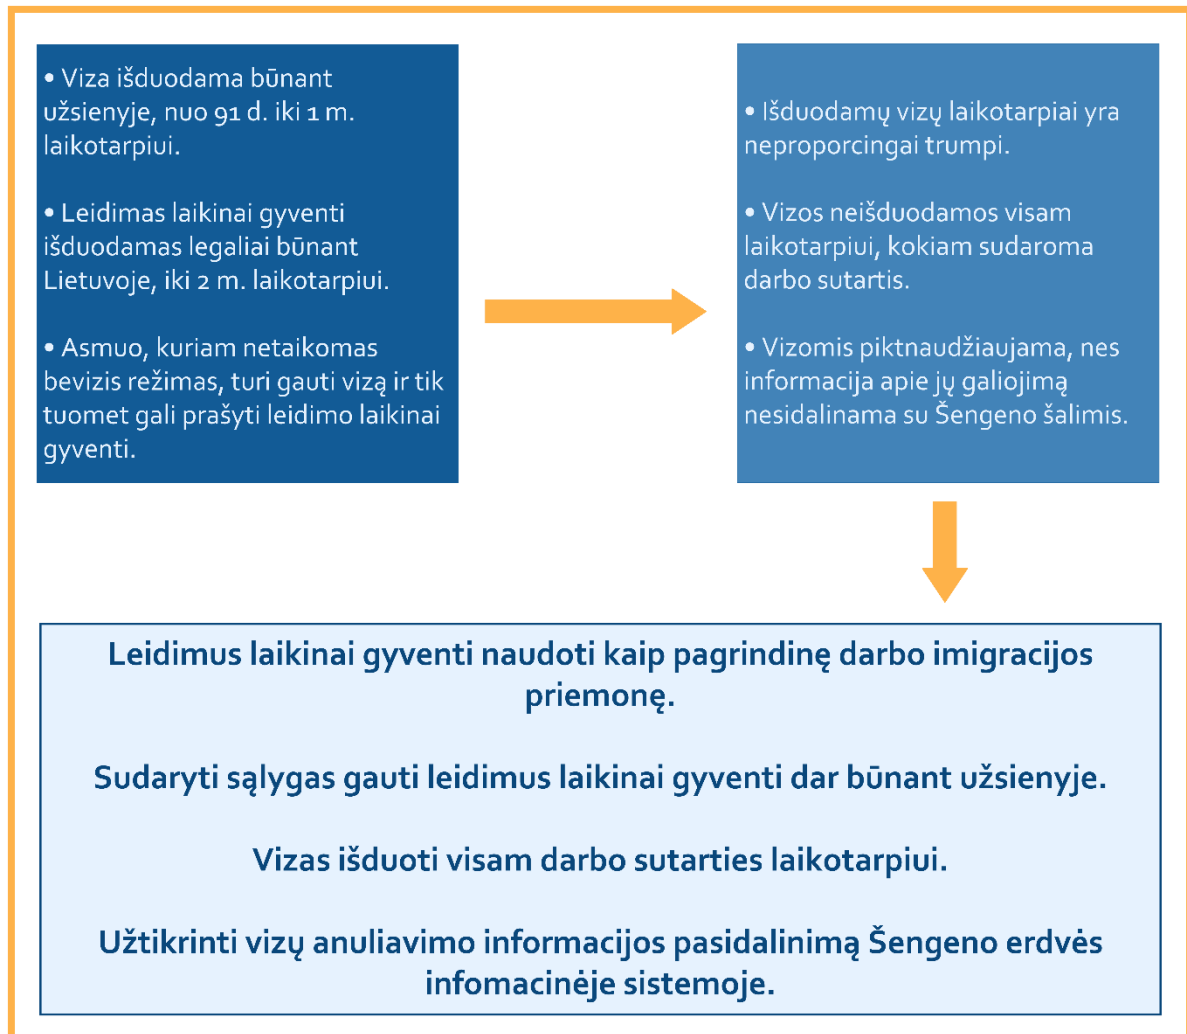 • Viza išduodama būnant
užsienyje, nuo 91 d. iki 1 m.
laikotarpiui.
• Leidimas laikinai gyventi
išduodamas legaliai būnant
Lietuvoje, iki 2 m. laikotarpiui.
• Asmuo, kuriam netaikomas
bevizis režimas, turi gauti vizą ir tik
tuomet gali prašyti leidimo laikinai
gyventi.
• Išduodamų vizų laikotarpiai yra
neproporcingai trumpi.
• Vizos neišduodamos visam
laikotarpiui, kokiam sudaroma
darbo sutartis.
• Vizomis piktnaudžiaujama, nes
informacija apie jų galiojimą
nesidalinama su Šengeno šalimis.
Leidimus laikinai gyventi naudoti kaip pagrindinę darbo imigracijos
priemonę.
Sudaryti sąlygas gauti leidimus laikinai gyventi dar būnant užsienyje.
Vizas išduoti visam darbo sutarties laikotarpiui.
Užtikrinti vizų anuliavimo informacijos pasidalinimą Šengeno erdvės
infomacinėje sistemoje.